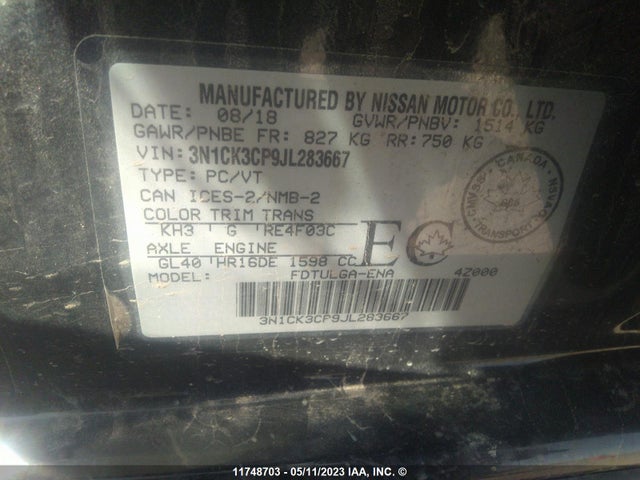 MANUFACTURED BY NISSAN MOTOR CO., LTD.
DATE: 08/18 GVWR/PNBV: 1514 KG
GAWR/PNBE FR: 827 KG RR: 750 KG
VIN: 3N1CK3CP9JL283667
TYPE: PC/VT
CAN ICES-2/NMB-2
COLOR TRIM TRANS
KH3 G RE4F03C
AXLE ENGINE
GL40 HR16DE 1598 CC
EC
MODEL: FDTULGA-ENA 4Z000
3N1CK3CP9JL283667
CANADA
11748703 - 05/11/2023 IAA, INC. ©